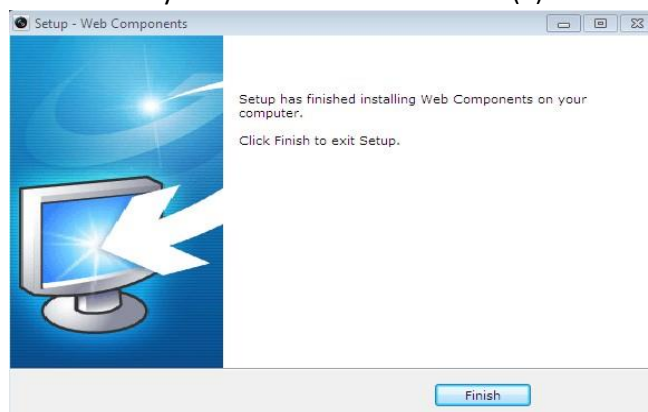 Setup - Web Components
Setup has finished installing Web Components on your
computer.
Click Finish to exit Setup.
Finish